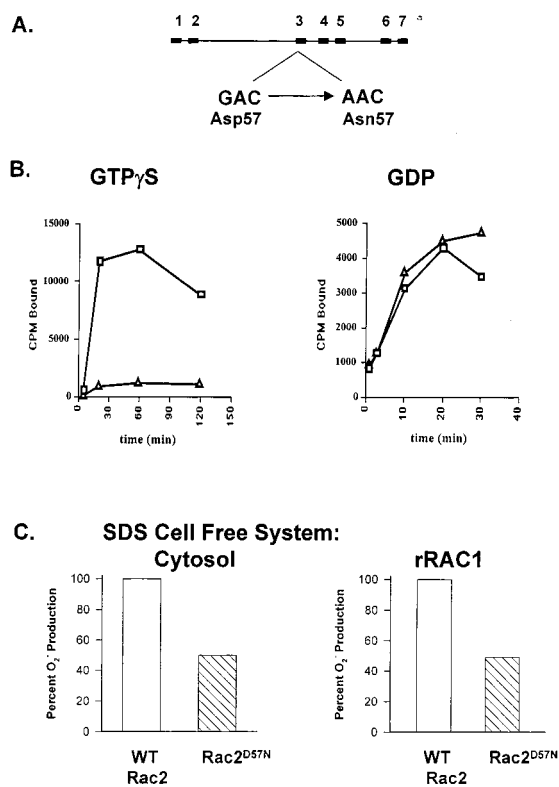 A.
1 2 3 4 5 6 7
GAC AAC
Asp57 Asn57
B.
GTPγS GDP
15000
10000
5000
0
CPM Bound
0 30 60 90 120 150
time (min)
5000
4000
3000
2000
1000
0
CPM Bound
0 10 20 30 40
time (min)
C. SDS Cell Free System:
Cytosol rRAC1
100
80
60
40
20
0
Percent O2- Production
WT Rac2D57N
Rac2
100
80
60
40
20
0
Percent O2- Production
WT Rac2D57N
Rac2